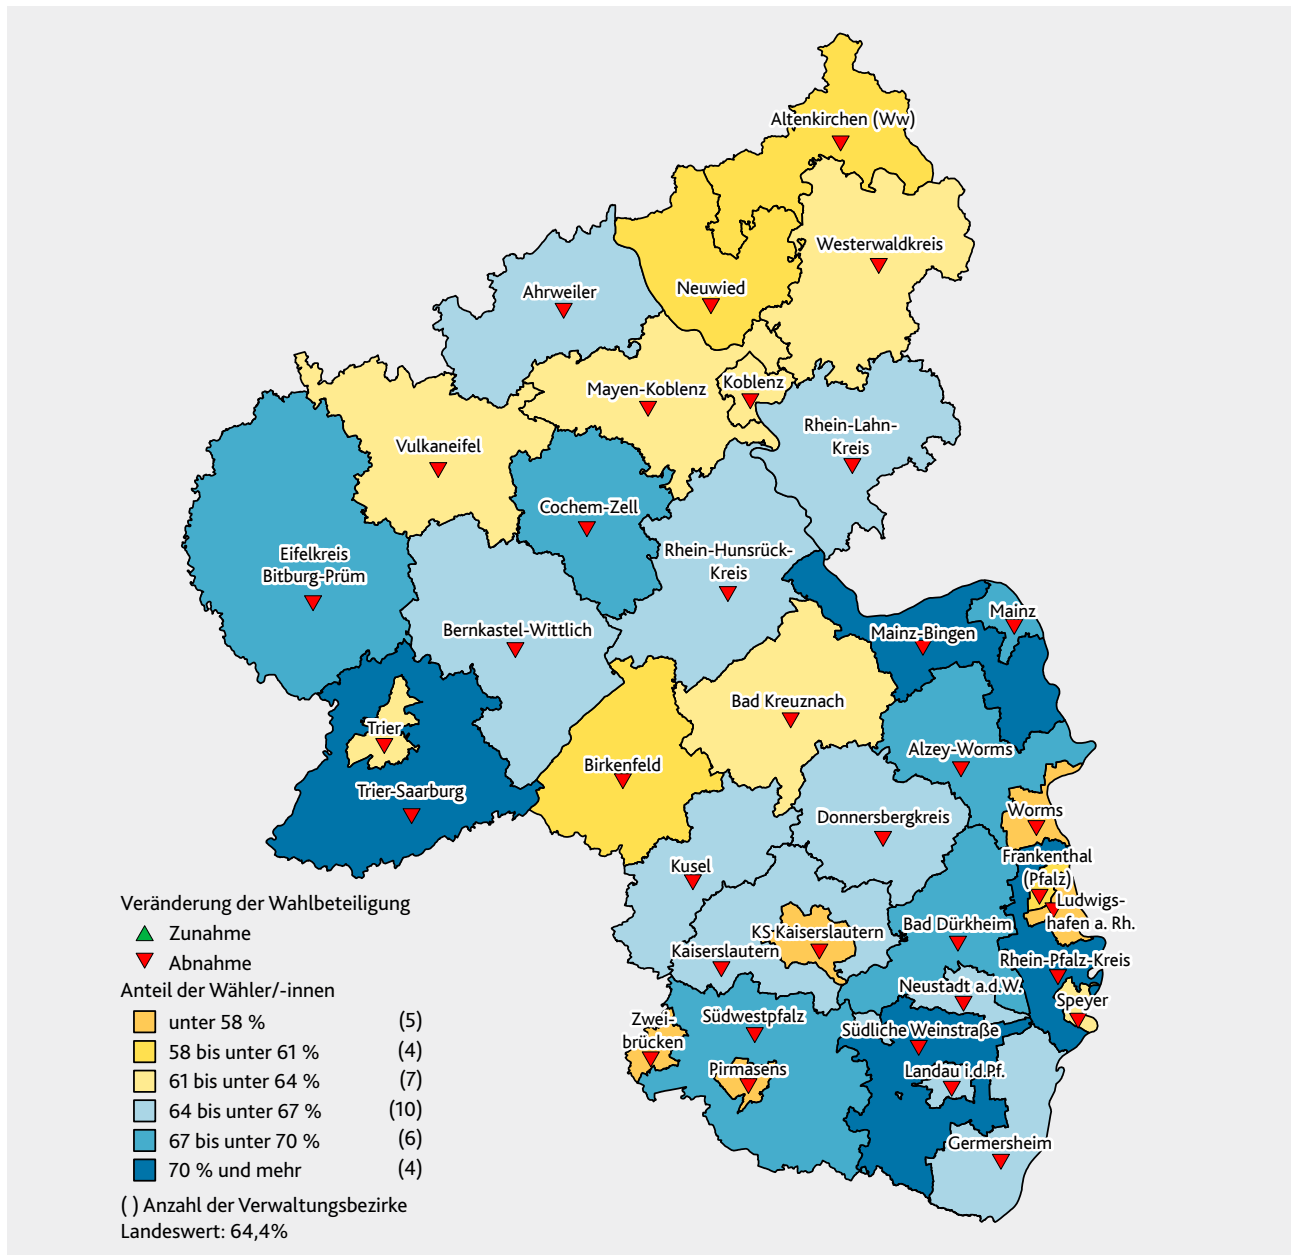 Altenkirchen (Ww)
Westerwaldkreis
Neuwied
Ahrweiler
Mayen-Koblenz
Koblenz
Rhein-Lahn-
Kreis
Vulkaneifel
Cochem-Zell
Eifelkreis
Bitburg-Prüm
Rhein-Hunsrück-
Kreis
Mainz
Mainz-Bingen
Bernkastel-Wittlich
Bad Kreuznach
Trier
Alzey-Worms
Birkenfeld
Trier-Saarburg
Worms
Donnersbergkreis
Frankenthal
(Pfalz)
Kusel
Ludwigs-
hafen a. Rh.
Bad Dürkheim
KS Kaiserslautern
Kaiserslautern
Rhein-Pfalz-Kreis
Neustadt a.d.W.
Speyer
Zwei-
brücken
Südwestpfalz
Südliche Weinstraße
Pirmasens
Landau i.d.Pf.
Germersheim
Veränderung der Wahlbeteiligung
Zunahme
Abnahme
Anteil der Wähler/-innen
unter 58 % (5)
58 bis unter 61 % (4)
61 bis unter 64 % (7)
64 bis unter 67 % (10)
67 bis unter 70 % (6)
70 % und mehr (4)
( ) Anzahl der Verwaltungsbezirke
Landeswert: 64,4%